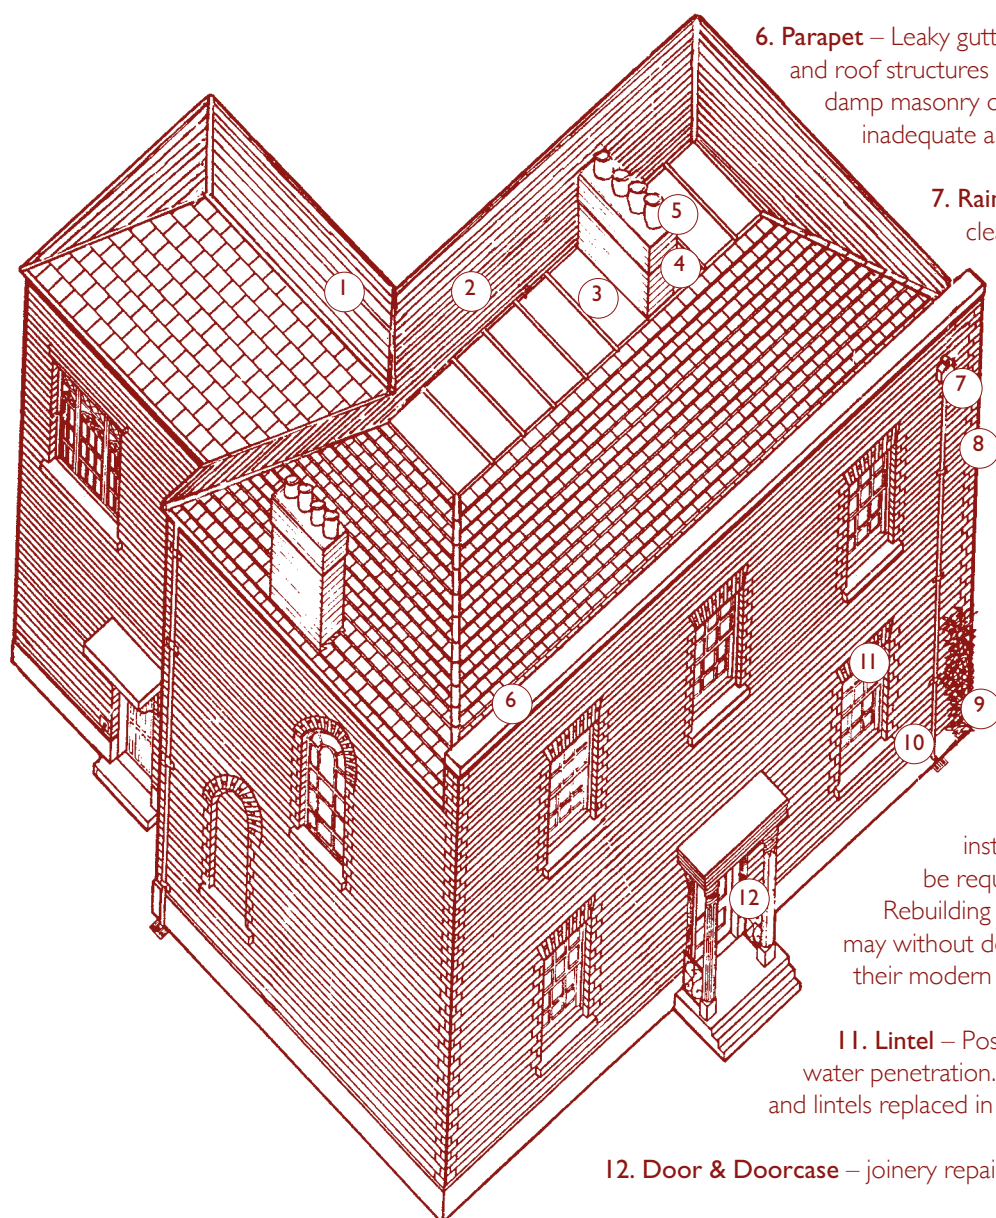 6. Parapet – Leaky gutt
and roof structures
damp masonry o
inadequate a
7. Rain
clea
1
2
3
4
5
6
7
8
9
10
11
12
inst
be requ
Rebuilding
may without d
their modern
11. Lintel – Pos
water penetration.
and lintels replaced in
12. Door & Doorcase – joinery repai